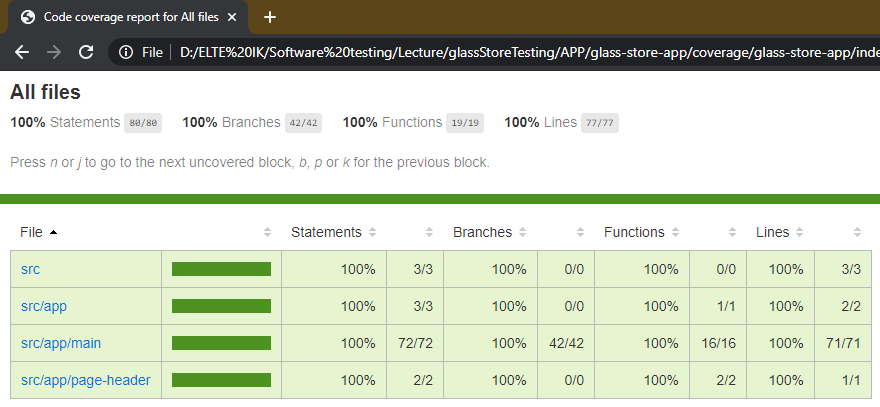 Code coverage report for All files
File | D:/ELTE%20IK/Software%20testing/Lecture/glassStoreTesting/APP/glass-store-app/coverage/glass-store-app/inde
All files
100% Statements 80/80 100% Branches 42/42 100% Functions 19/19 100% Lines 77/77
Press n or j to go to the next uncovered block, b, p or k for the previous block.
File Statements Branches Functions Lines
src 100% 3/3 100% 0/0 100% 0/0 100% 3/3
src/app 100% 3/3 100% 0/0 100% 1/1 100% 2/2
src/app/main 100% 72/72 100% 42/42 100% 16/16 100% 71/71
src/app/page-header 100% 2/2 100% 0/0 100% 2/2 100% 1/1